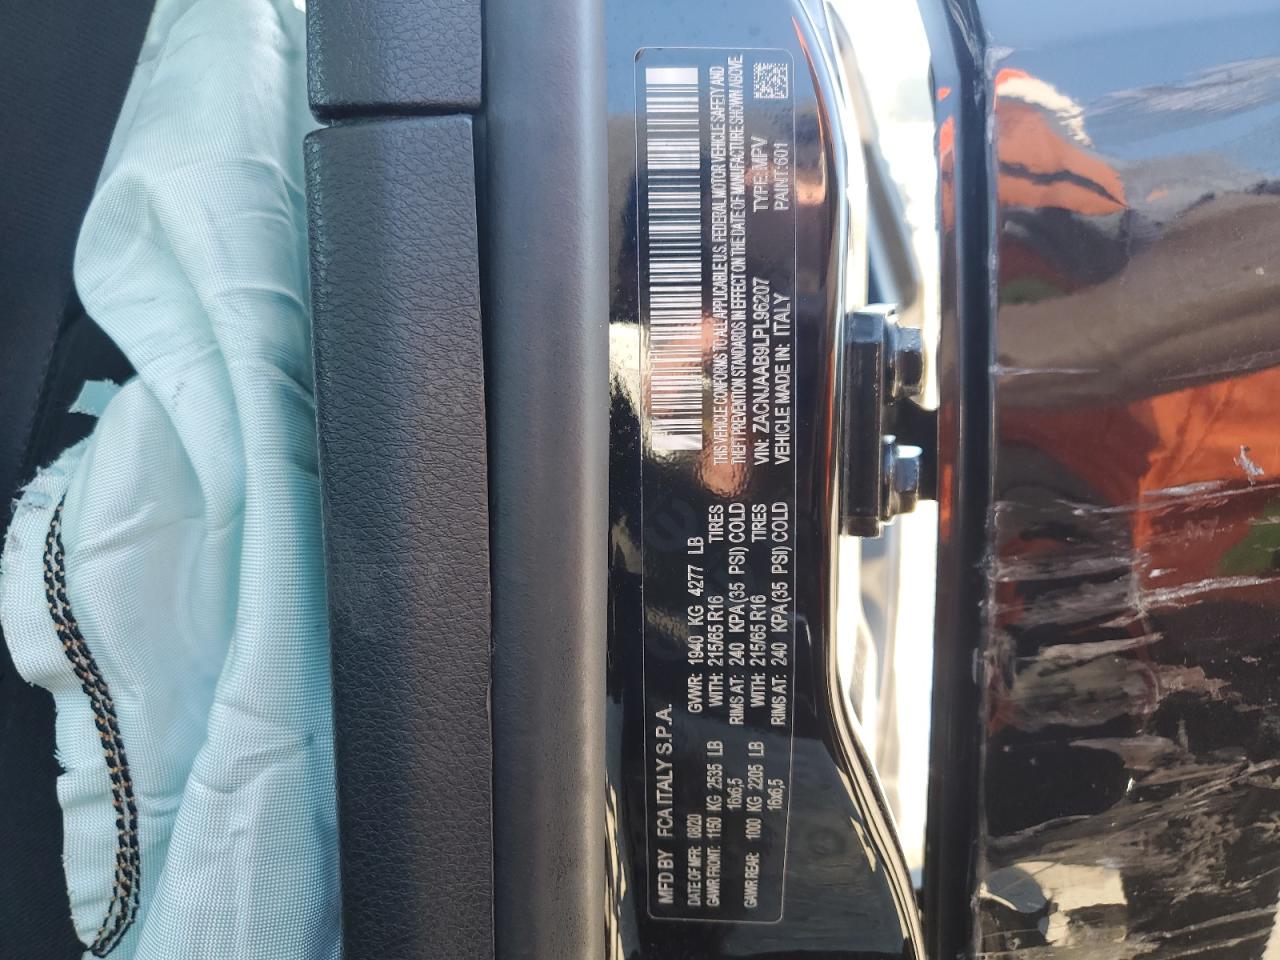 MFD BY FCA ITALY S.P.A.
DATE OF MFR: 08/20 GVWR: 1940 KG 4277 LB
GAWR FRONT: 1150 KG 2535 LB WITH: 215/65 R16 TIRES
16x6,5 RIMS AT: 240 KPA(35 PSI) COLD
GAWR REAR: 1000 KG 2205 LB WITH: 215/65 R16 TIRES
16x6,5 RIMS AT: 240 KPA(35 PSI) COLD
THIS VEHICLE CONFORMS TO ALL APPLICABLE U.S. FEDERAL MOTOR VEHICLE SAFETY AND
THEFT PREVENTION STANDARDS IN EFFECT ON THE DATE OF MANUFACTURE SHOWN ABOVE.
VIN: ZACNJAAB9LPL96207 TYPE: MPV
VEHICLE MADE IN: ITALY PAINT:601